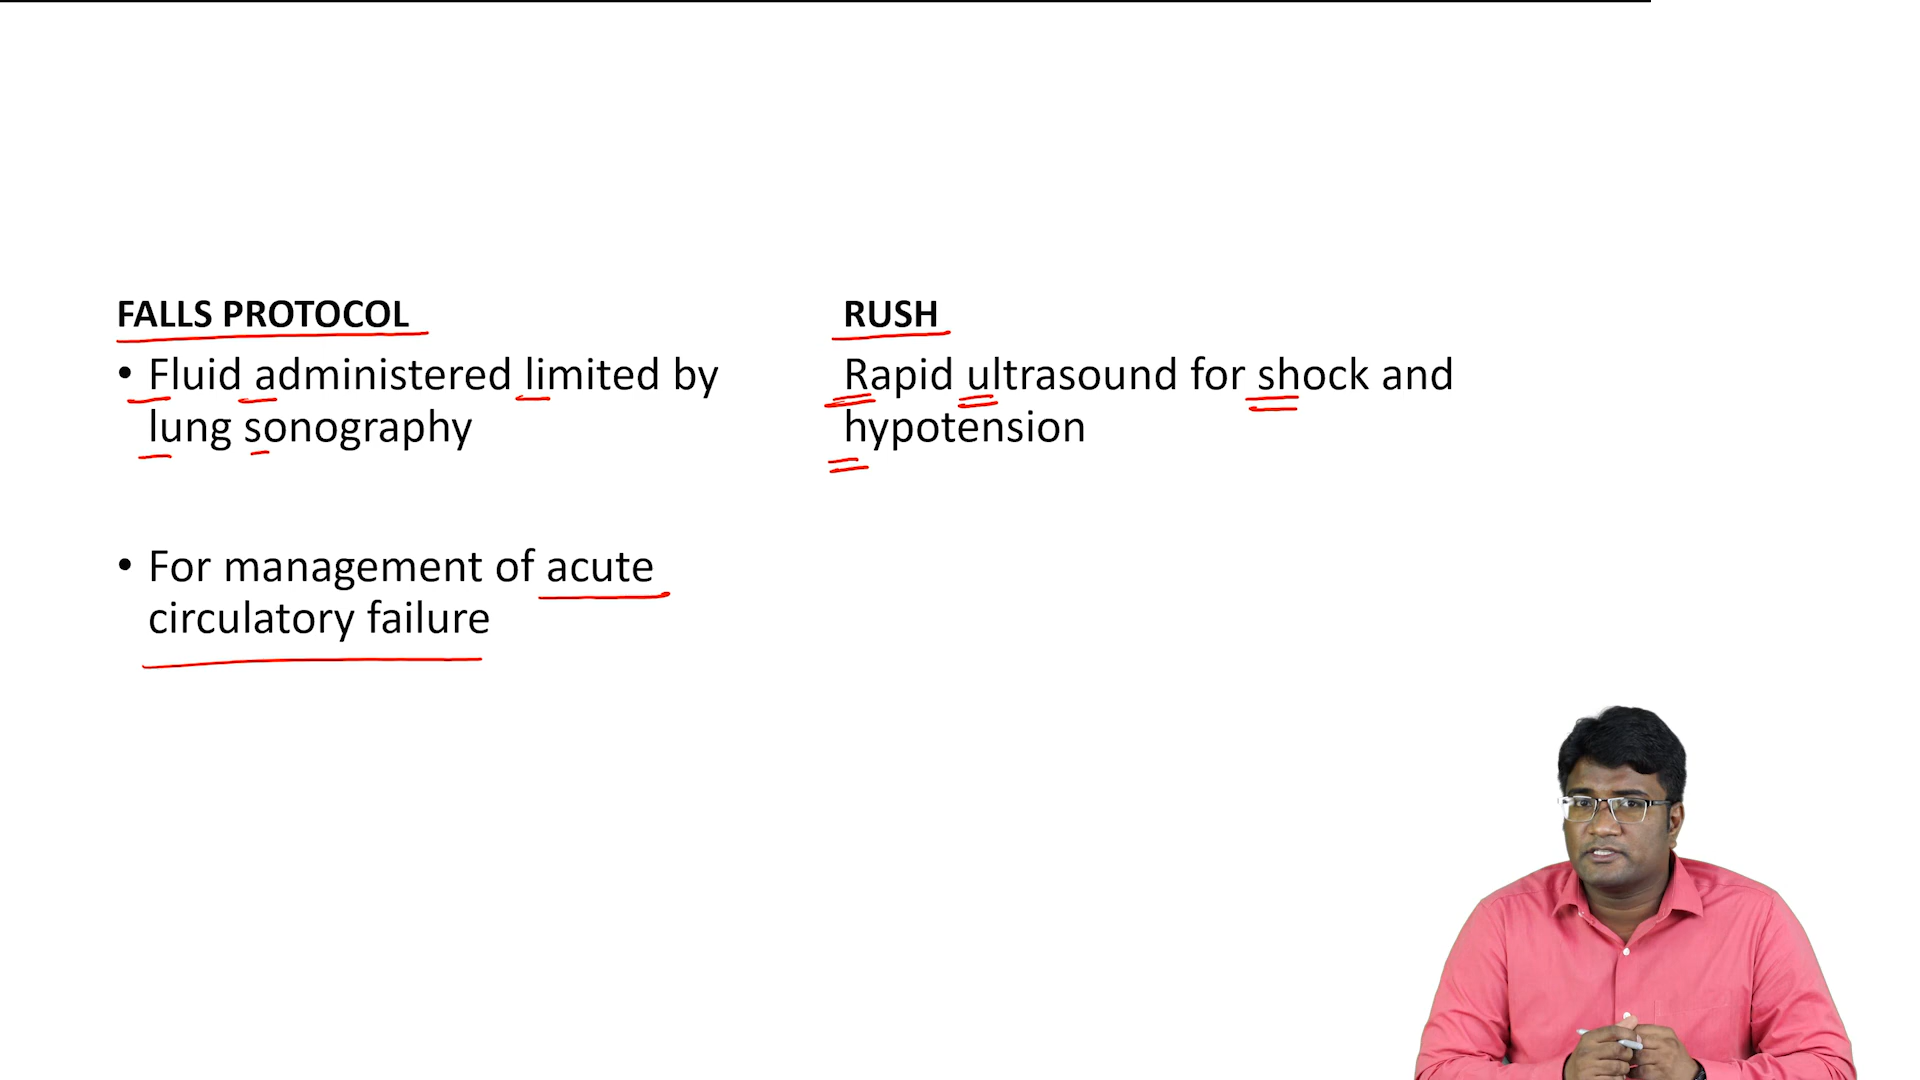 FALLS PROTOCOL
• Fluid administered limited by
lung sonography
• For management of acute
circulatory failure
RUSH
Rapid ultrasound for shock and
hypotension